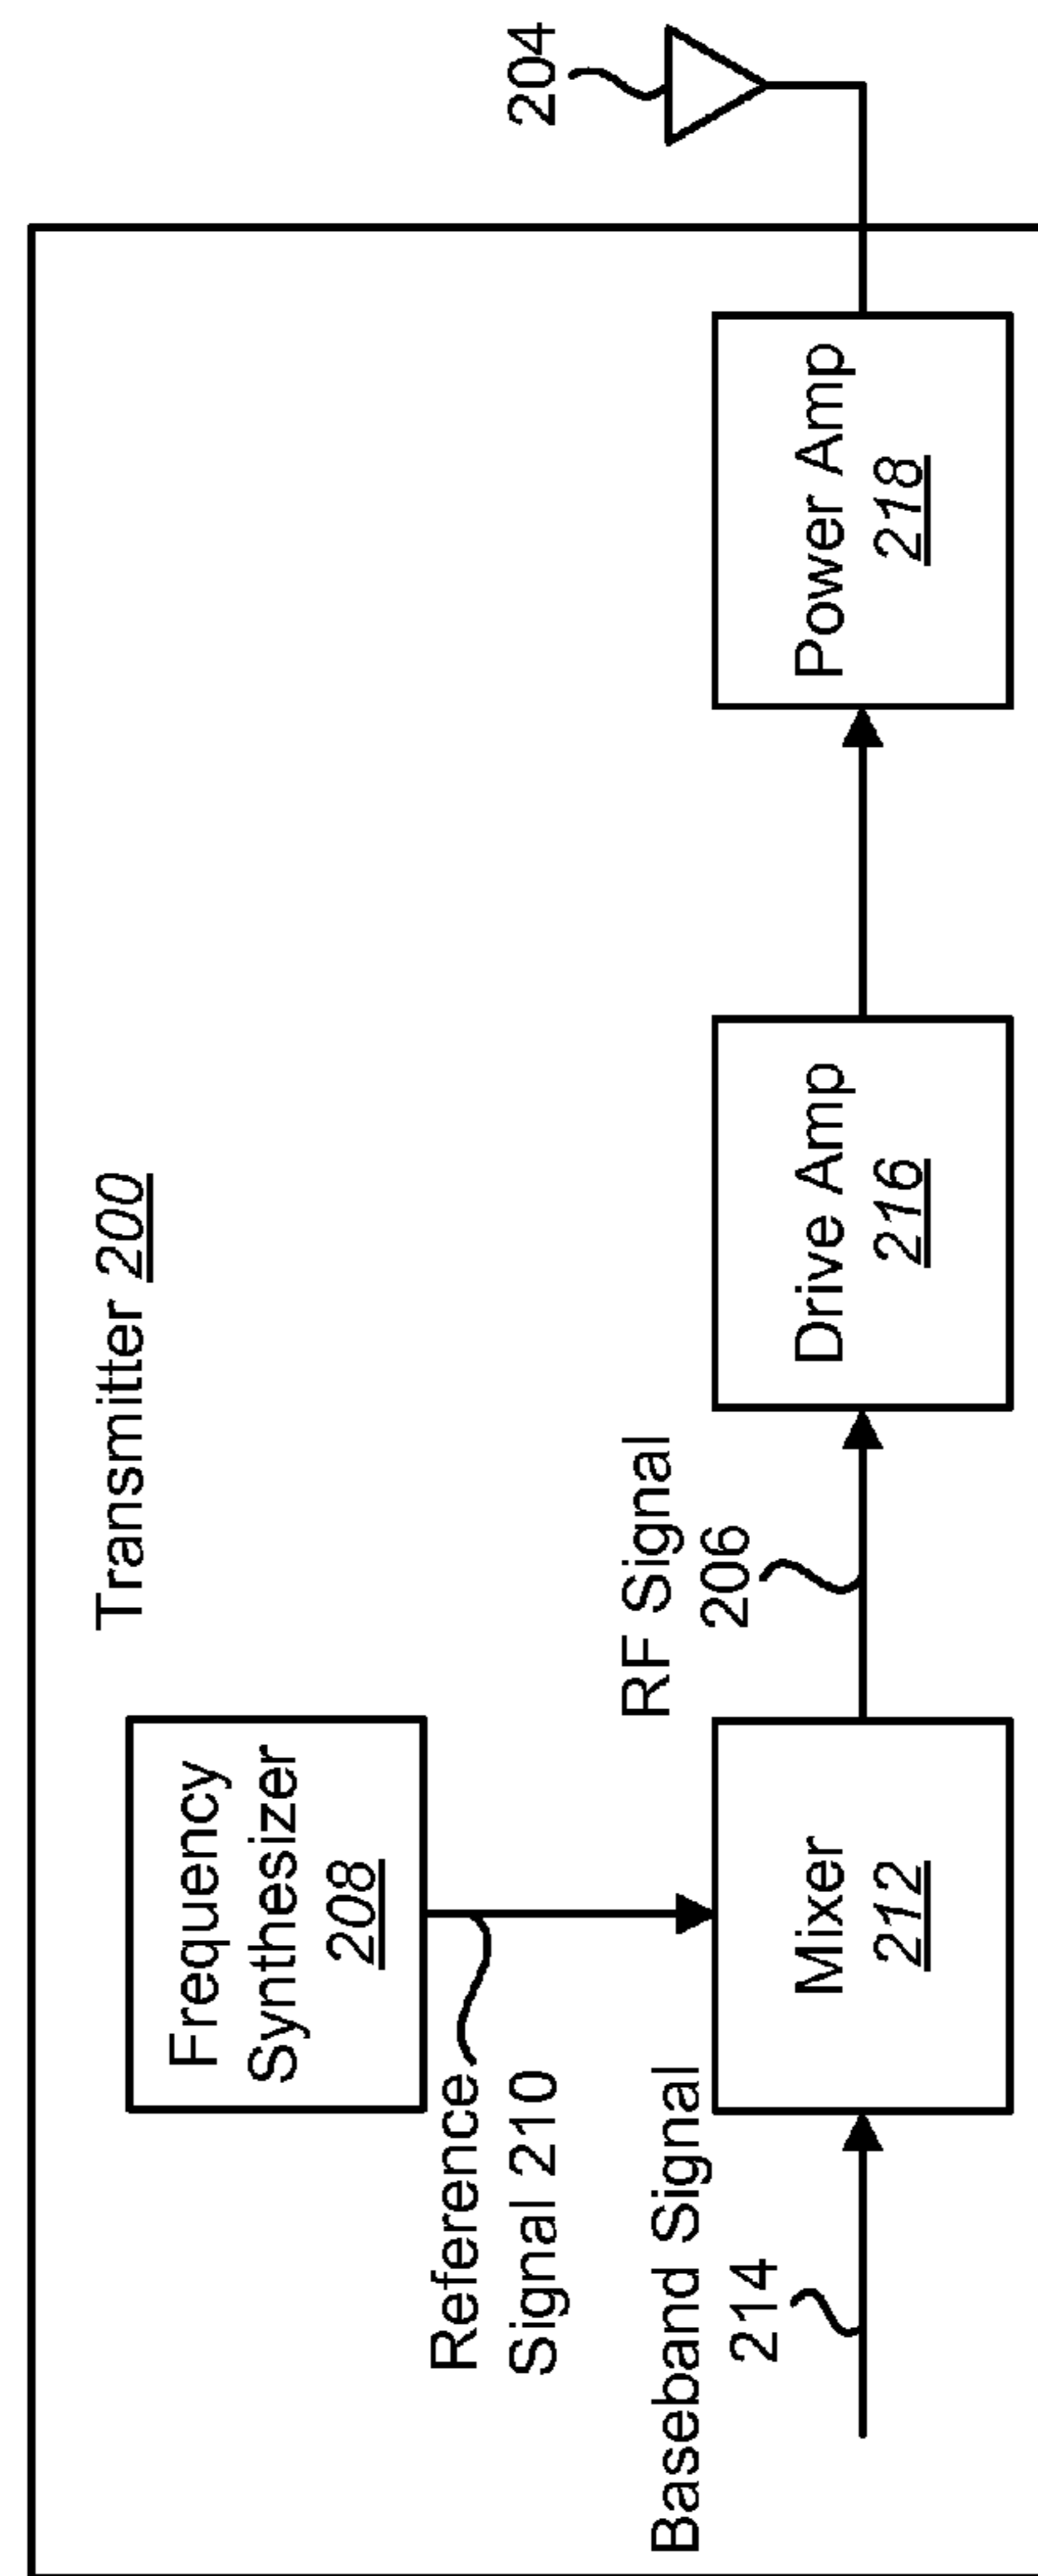 Transmitter 200
204
Frequency
Synthesizer
208
Reference
Signal 210
RF Signal
206
Baseband Signal
214
Mixer
212
Drive Amp
216
Power Amp
218